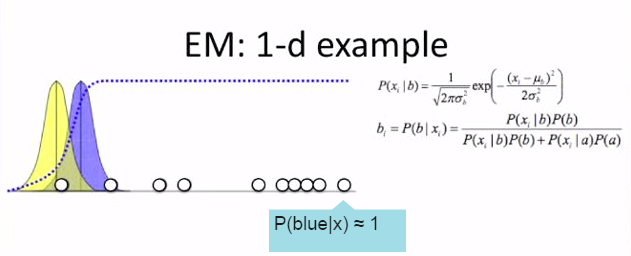 EM: 1-d example
P(xᵢ | b) = 1/√(2πσ_b²) exp(−(xᵢ − μ_b)²/(2σ_b²))
bᵢ = P(b | xᵢ) = P(xᵢ | b)P(b)/(P(xᵢ | b)P(b) + P(xᵢ | a)P(a))
P(blue|x) ≈ 1